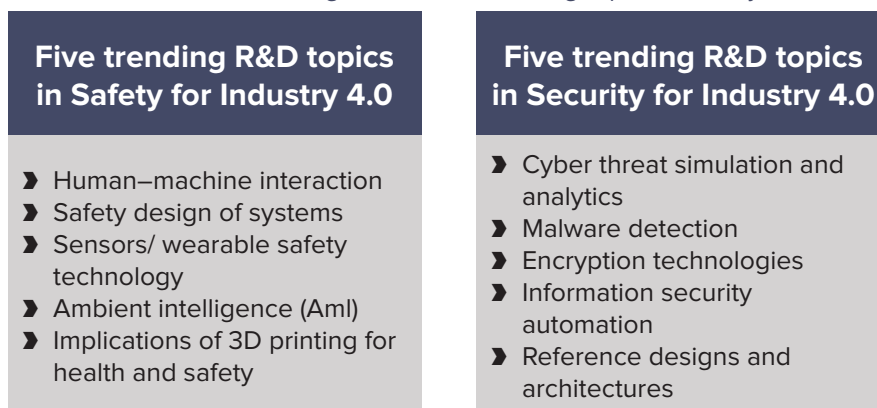 Five trending R&D topics
in Safety for Industry 4.0
❱ Human–machine interaction
❱ Safety design of systems
❱ Sensors/ wearable safety
technology
❱ Ambient intelligence (AmI)
❱ Implications of 3D printing for
health and safety
Five trending R&D topics
in Security for Industry 4.0
❱ Cyber threat simulation and
analytics
❱ Malware detection
❱ Encryption technologies
❱ Information security
automation
❱ Reference designs and
architectures